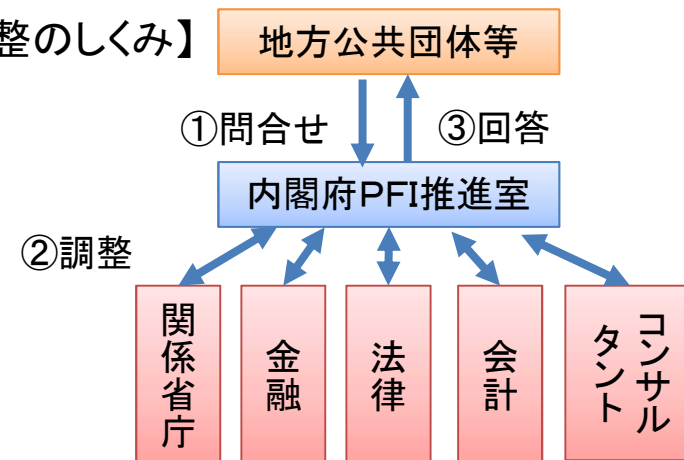 整のしくみ】
地方公共団体等
①問合せ
③回答
内閣府PFI推進室
②調整
関係省庁
金融
法律
会計
コンサル
タント